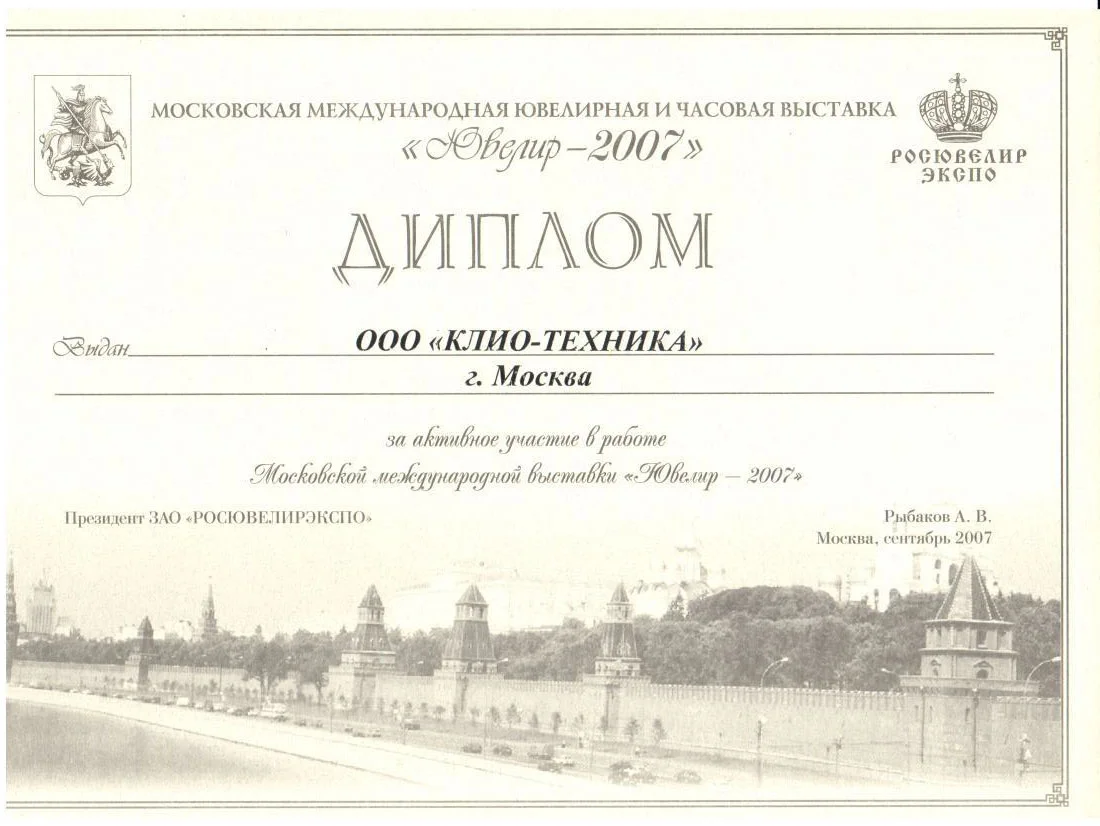 МОСКОВСКАЯ МЕЖДУНАРОДНАЯ ЮВЕЛИРНАЯ И ЧАСОВАЯ ВЫСТАВКА
«Ювелир – 2007»
РОСЮВЕЛИР
ЭКСПО
ДИПЛОМ
Выдан ООО «КЛИО-ТЕХНИКА»
г. Москва
за активное участие в работе
Московской международной выставки «Ювелир – 2007»
Президент ЗАО «РОСЮВЕЛИРЭКСПО»
Рыбаков А. В.
Москва, сентябрь 2007